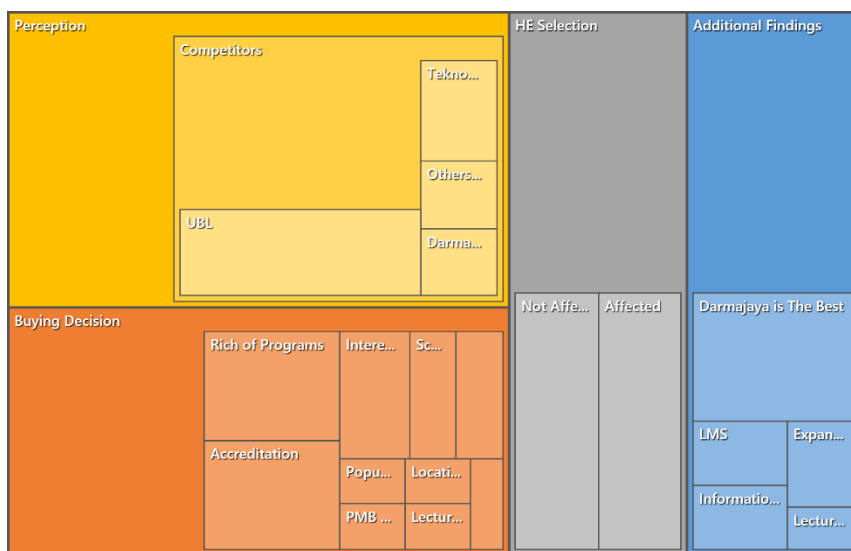 Perception
Competitors
Tekno...
Others...
UBL
Darma...
Buying Decision
Rich of Programs
Intere...
Sc...
Accreditation
Popu...
Locati...
PMB ...
Lectur...
HE Selection
Not Affe...
Affected
Additional Findings
Darmajaya is The Best
LMS
Expan...
Informatio...
Lectur...